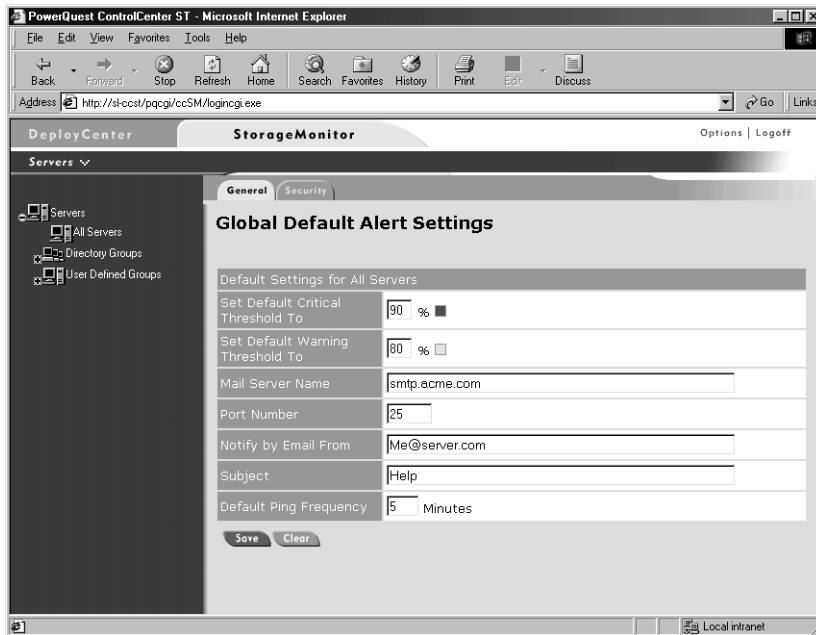 PowerQuest ControlCenter ST - Microsoft Internet Explorer
File Edit View Favorites Tools Help
Back Forward Stop Refresh Home Search Favorites History Print Edit Discuss
Address http://sl-ccst/pqcgi/ccSM/logincgi.exe Go Links
DeployCenter StorageMonitor Options | Logoff
Servers
General Security
Servers
All Servers
Directory Groups
User Defined Groups
Global Default Alert Settings
Default Settings for All Servers
Set Default Critical
Threshold To
90 %
Set Default Warning
Threshold To
80 %
Mail Server Name smtp.acme.com
Port Number 25
Notify by Email From Me@server.com
Subject Help
Default Ping Frequency 5 Minutes
Save Clear
Local intranet